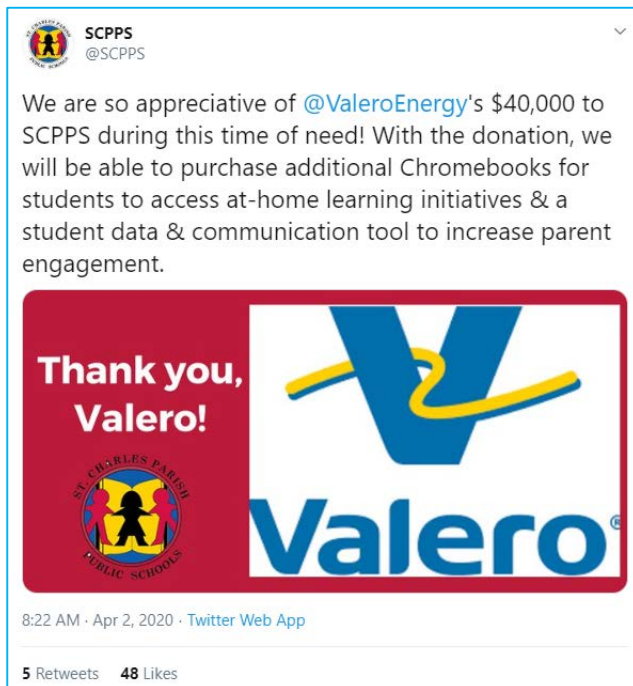 SCPPS
@SCPPS
We are so appreciative of @ValeroEnergy's $40,000 to
SCPPS during this time of need! With the donation, we
will be able to purchase additional Chromebooks for
students to access at-home learning initiatives & a
student data & communication tool to increase parent
engagement.
Thank you,
Valero!
ST. CHARLES PARISH
PUBLIC SCHOOLS
Valero®
8:22 AM · Apr 2, 2020 · Twitter Web App
5 Retweets 48 Likes